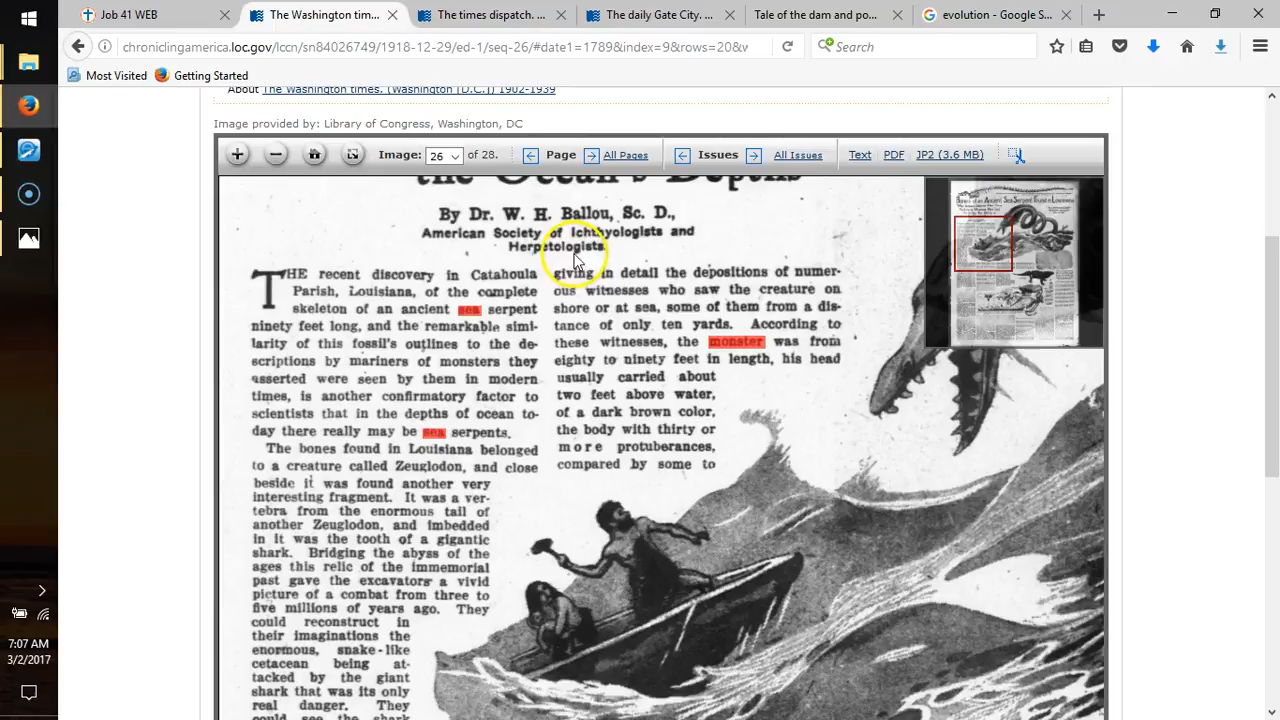 Job 41 WEB
The Washington tim...
The times dispatch. ...
The daily Gate City. ...
Tale of the dam and po...
evolution - Google S...
chroniclingamerica.loc.gov/lccn/sn84026749/1918-12-29/ed-1/seq-26/#date1=1789&index=9&rows=20&w
Search
Most Visited
Getting Started
About The Washington times. (Washington [D.C.]) 1902-1939
Image provided by: Library of Congress, Washington, DC
Image: 26 of 28. Page All Pages Issues All Issues Text PDF JP2 (3.6 MB)
the Ocean's Depths
By Dr. W. H. Ballou, Sc. D.,
American Society of Ichthyologists and
Herpetologists.
THE recent discovery in Catahoula
Parish, Louisiana, of the complete
skeleton of an ancient sea serpent
ninety feet long, and the remarkable simi-
larity of this fossil's outlines to the de-
scriptions by mariners of monsters they
asserted were seen by them in modern
times, is another confirmatory factor to
scientists that in the depths of ocean to-
day there really may be sea serpents.
The bones found in Louisiana belonged
to a creature called Zeuglodon, and close
beside it was found another very
interesting fragment. It was a ver-
tebra from the enormous tail of
another Zeuglodon, and imbedded
in it was the tooth of a gigantic
shark. Bridging the abyss of the
ages this relic of the immemorial
past gave the excavators a vivid
picture of a combat from three to
five millions of years ago. They
could reconstruct in
their imaginations the
enormous, snake-like
cetacean being at-
tacked by the giant
shark that was its only
real danger. They
could see the shark
giving in detail the depositions of numer-
ous witnesses who saw the creature on
shore or at sea, some of them from a dis-
tance of only ten yards. According to
these witnesses, the monster was from
eighty to ninety feet in length, his head
usually carried about
two feet above water,
of a dark brown color,
the body with thirty or
more protuberances,
compared by some to
7:07 AM
3/2/2017